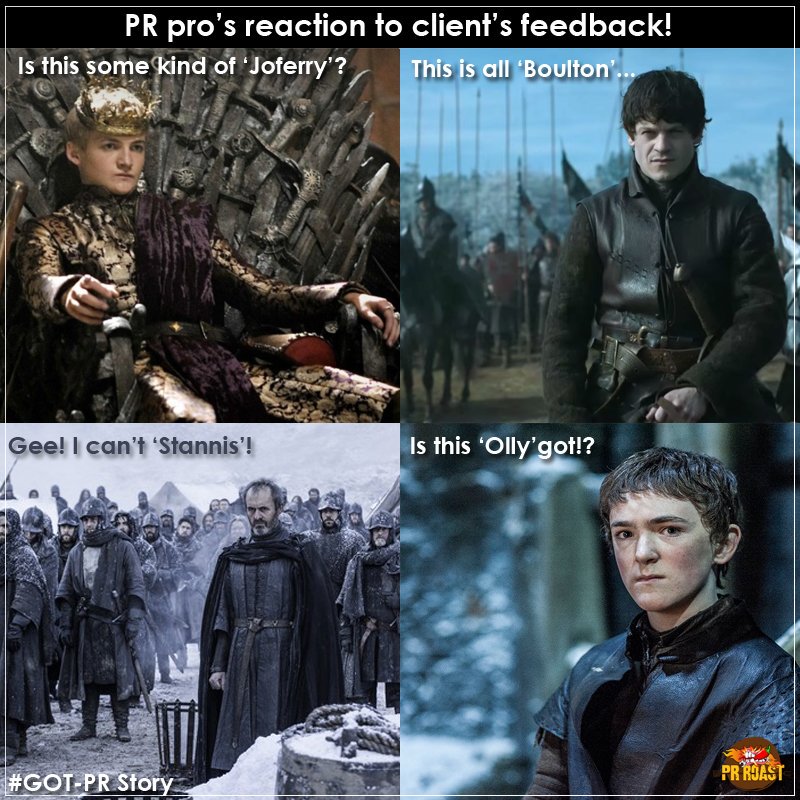 PR pro’s reaction to client’s feedback!
Is this some kind of ‘Joferry’?
This is all ‘Boulton’...
Gee! I can’t ‘Stannis’!
Is this ‘Olly’got!?
#GOT-PR Story
PR ROAST